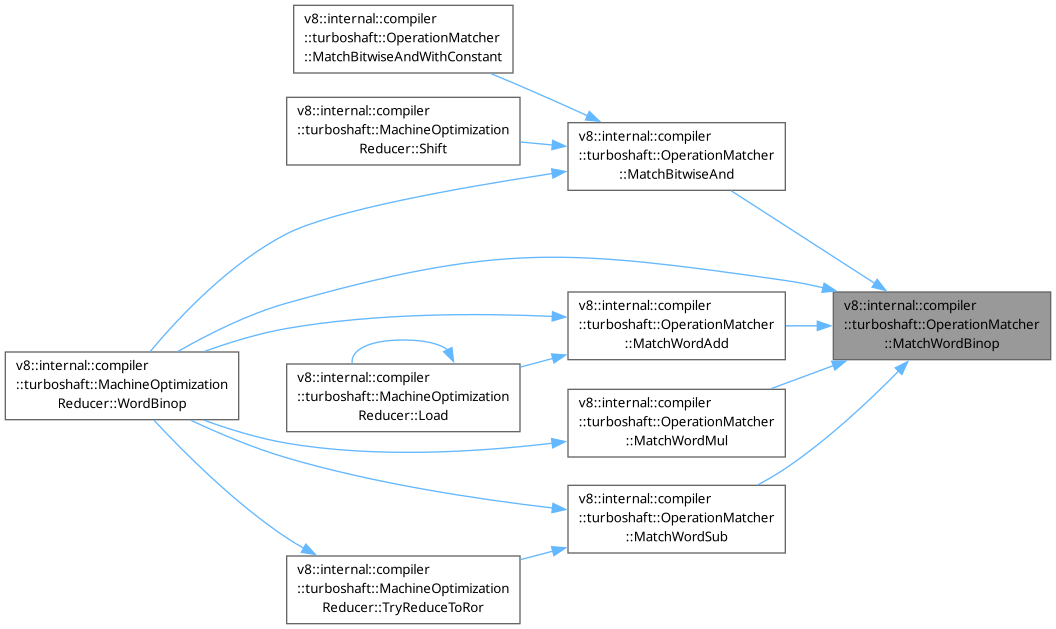 v8::internal::compiler
::turboshaft::OperationMatcher
::MatchBitwiseAndWithConstant
v8::internal::compiler
::turboshaft::MachineOptimization
Reducer::Shift
v8::internal::compiler
::turboshaft::OperationMatcher
::MatchBitwiseAnd
v8::internal::compiler
::turboshaft::OperationMatcher
::MatchWordAdd
v8::internal::compiler
::turboshaft::OperationMatcher
::MatchWordBinop
v8::internal::compiler
::turboshaft::MachineOptimization
Reducer::WordBinop
v8::internal::compiler
::turboshaft::MachineOptimization
Reducer::Load
v8::internal::compiler
::turboshaft::OperationMatcher
::MatchWordMul
v8::internal::compiler
::turboshaft::OperationMatcher
::MatchWordSub
v8::internal::compiler
::turboshaft::MachineOptimization
Reducer::TryReduceToRor